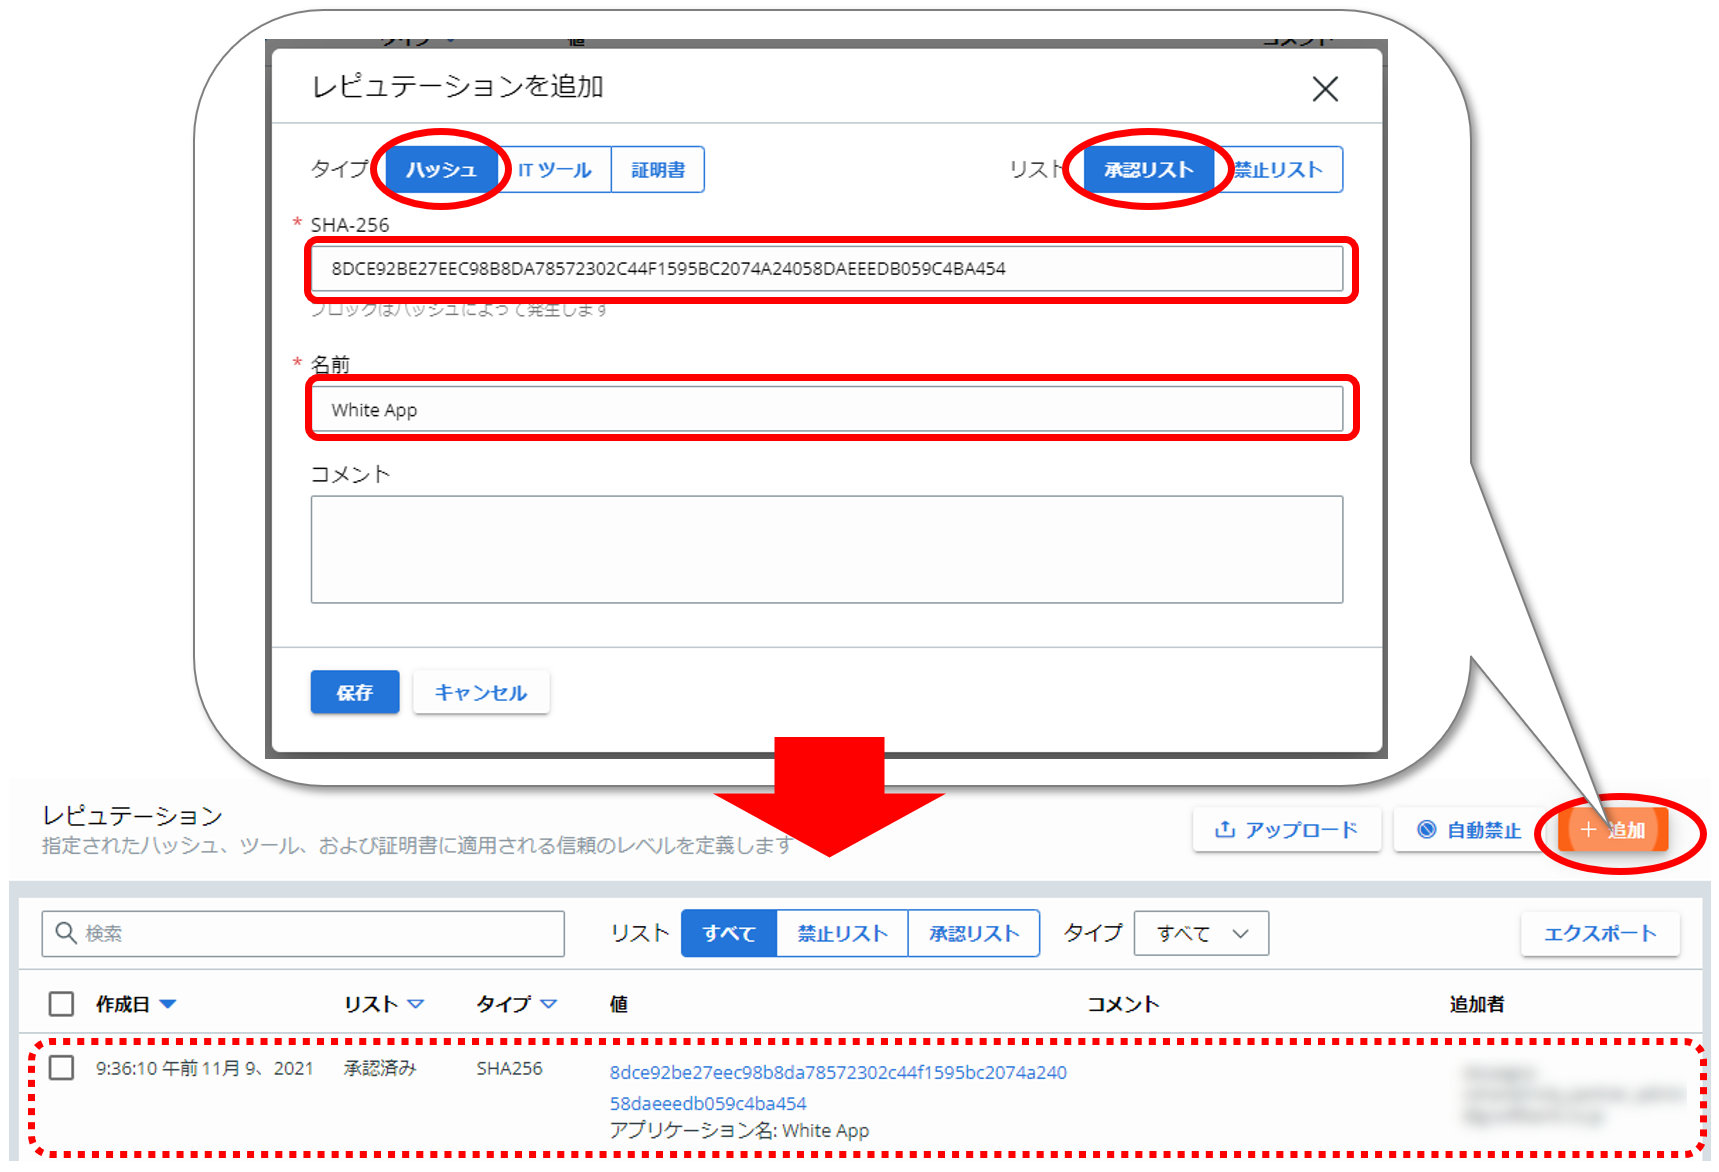 タイプ 値 コメント
レピュテーションを追加
タイプ ハッシュ IT ツール 証明書 リスト 承認リスト 禁止リスト
* SHA-256
8DCE92BE27EEC98B8DA78572302C44F1595BC2074A24058DAEEEDB059C4BA454
ブロックはハッシュによって発生します
* 名前
White App
コメント
保存 キャンセル
レピュテーション
指定されたハッシュ、ツール、および証明書に適用される信頼のレベルを定義します
アップロード 自動禁止 + 追加
検索 リスト すべて 禁止リスト 承認リスト タイプ すべて エクスポート
作成日 リスト タイプ 値 コメント 追加者
9:36:10 午前 11月 9、2021 承認済み SHA256 8dce92be27eec98b8da78572302c44f1595bc2074a240
58daeeedb059c4ba454
アプリケーション名: White App